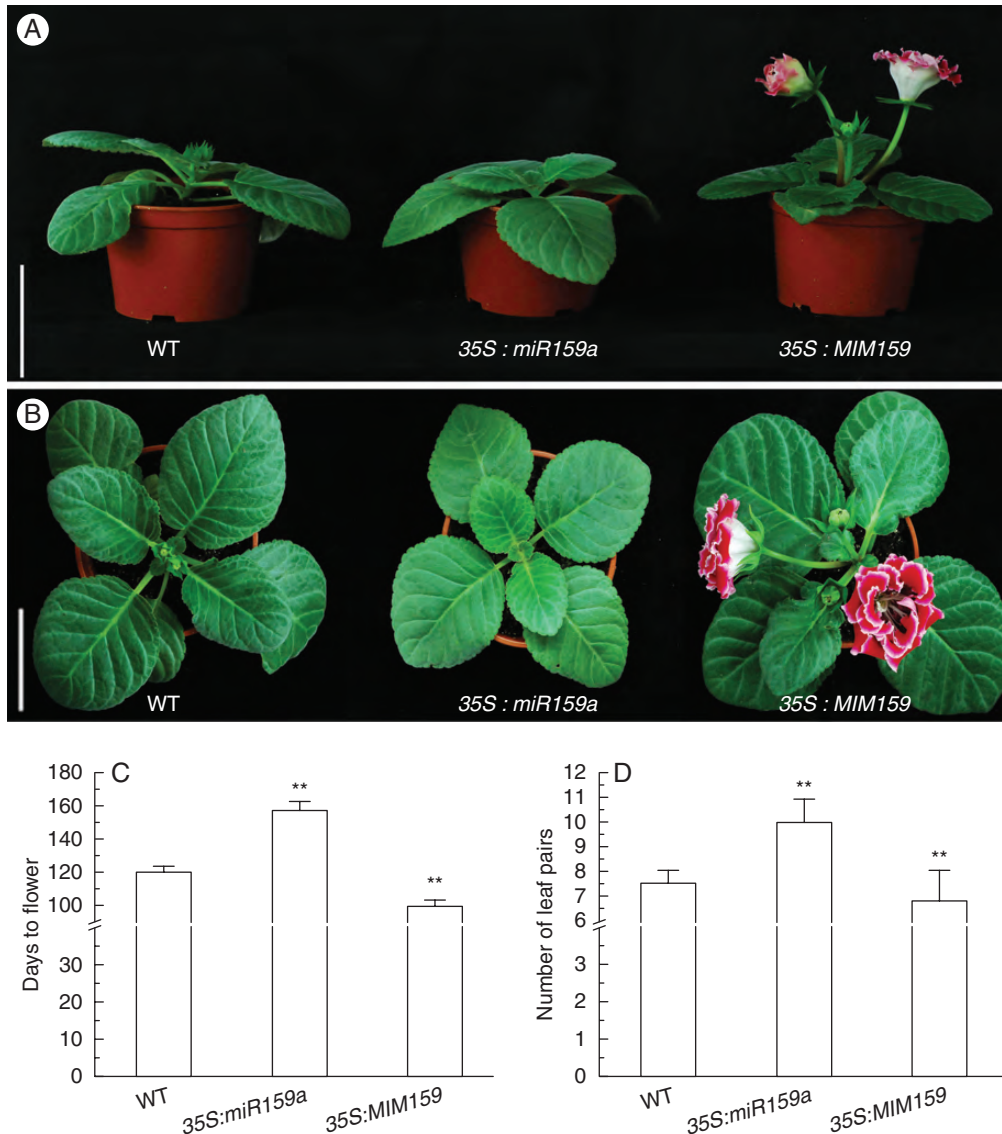 A
WT
35S : miR159a
35S : MIM159
B
WT
35S : miR159a
35S : MIM159
C
**
**
180
160
140
120
100
30
20
10
0
Days to flower
WT
35S:miR159a
35S:MIM159
D
**
**
12
11
10
9
8
7
6
4
3
2
1
0
Number of leaf pairs
WT
35S:miR159a
35S:MIM159